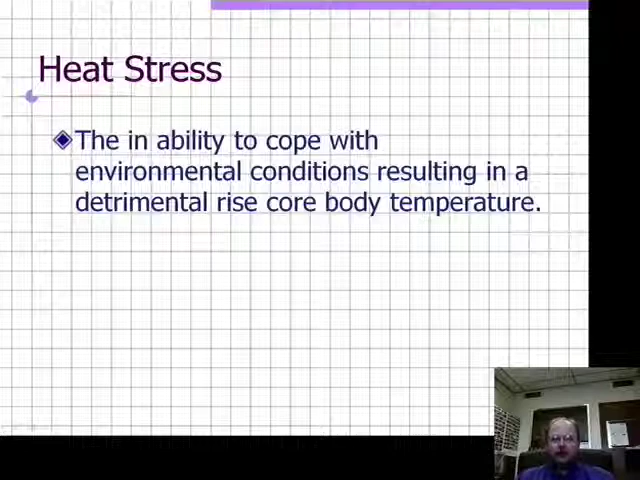 Heat Stress
The in ability to cope with
environmental conditions resulting in a
detrimental rise core body temperature.